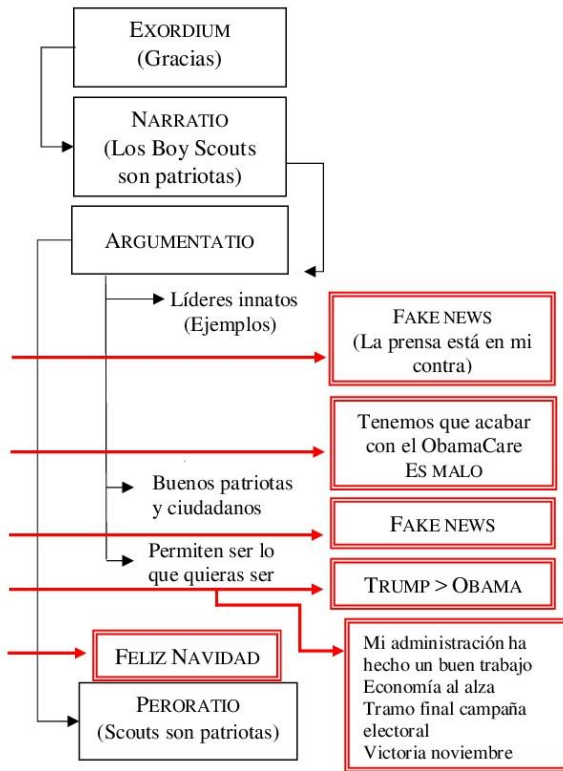 EXORDIUM
(Gracias)
NARRATIO
(Los Boy Scouts
son patriotas)
ARGUMENTATIO
Líderes innatos
(Ejemplos)
FAKE NEWS
(La prensa está en mi
contra)
Tenemos que acabar
con el ObamaCare
ES MALO
Buenos patriotas
y ciudadanos
FAKE NEWS
Permiten ser lo
que quieras ser
TRUMP > OBAMA
Mi administración ha
hecho un buen trabajo
Economía al alza
Tramo final campaña
electoral
Victoria noviembre
FELIZ NAVIDAD
PERORATIO
(Scouts son patriotas)